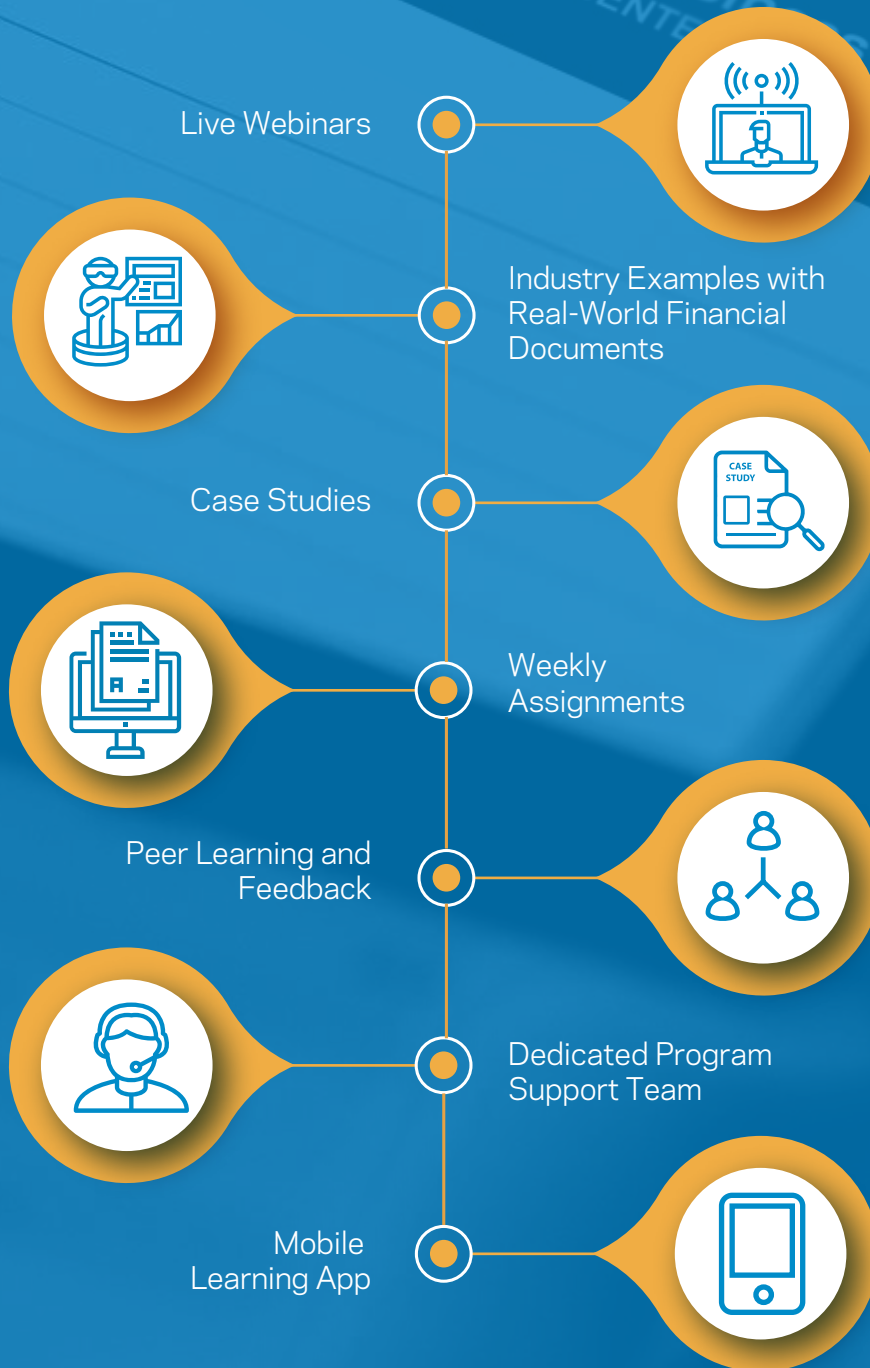 Live Webinars
Industry Examples with
Real-World Financial
Documents
CASE
STUDY
Case Studies
A
Weekly
Assignments
Peer Learning and
Feedback
Dedicated Program
Support Team
Mobile
Learning App